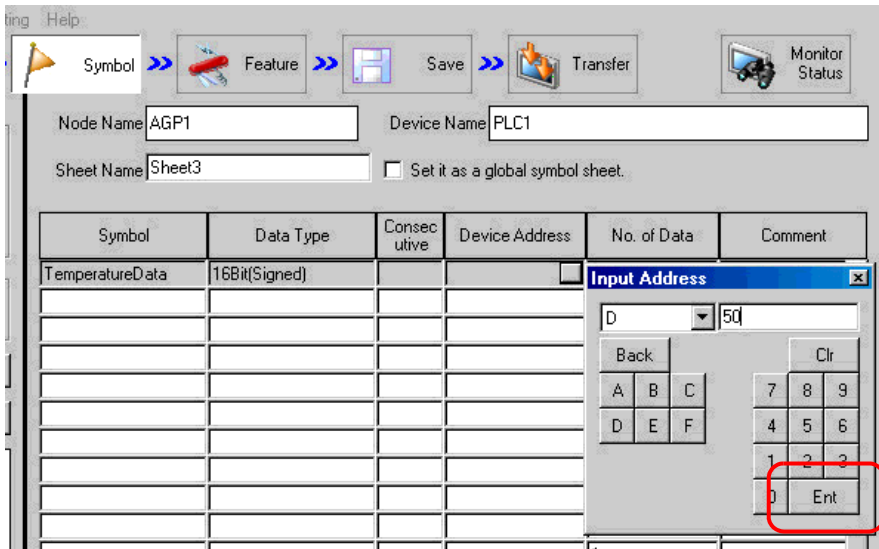 ting Help
Symbol Feature Save Transfer Monitor Status
Node Name AGP1 Device Name PLC1
Sheet Name Sheet3 Set it as a global symbol sheet.
Symbol Data Type Consecutive Device Address No. of Data Comment
TemperatureData 16Bit(Signed)
Input Address
D 50
Back Clr
A B C 7 8 9
D E F 4 5 6
1 2 3
0 Ent